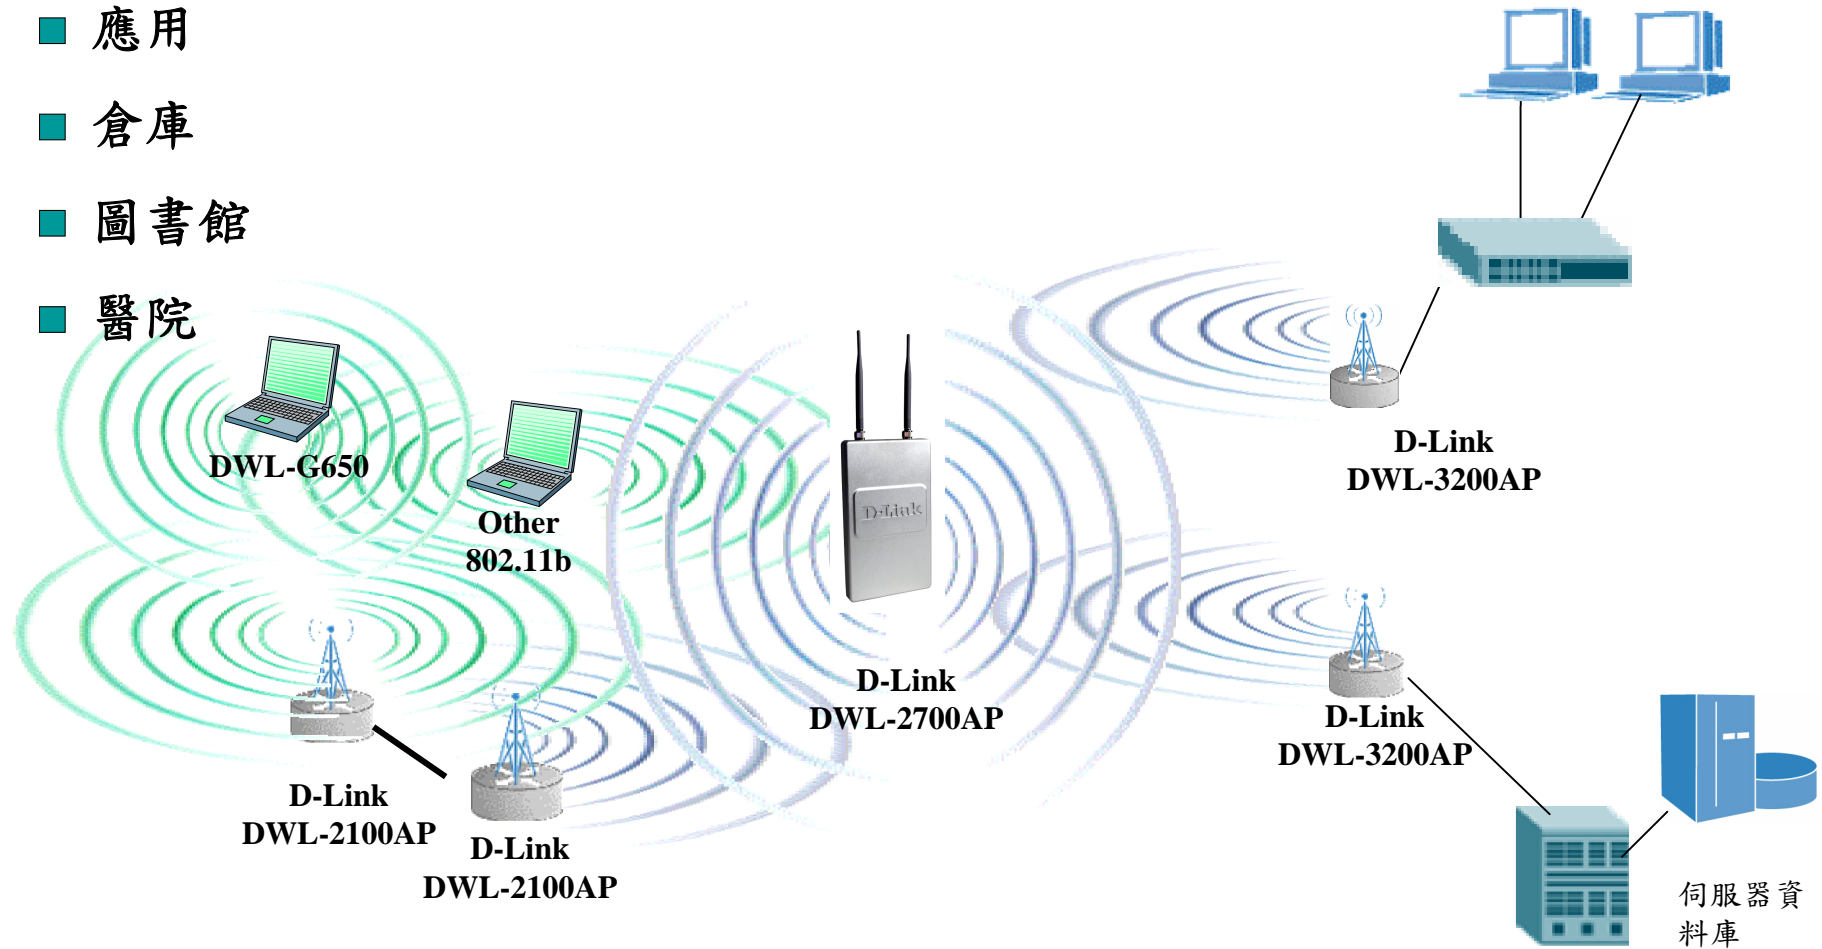 應用
倉庫
圖書館
醫院
DWL-G650
Other
802.11b
D-Link
D-Link
DWL-2700AP
D-Link
DWL-3200AP
D-Link
DWL-3200AP
D-Link
DWL-2100AP
D-Link
DWL-2100AP
伺服器資
料庫